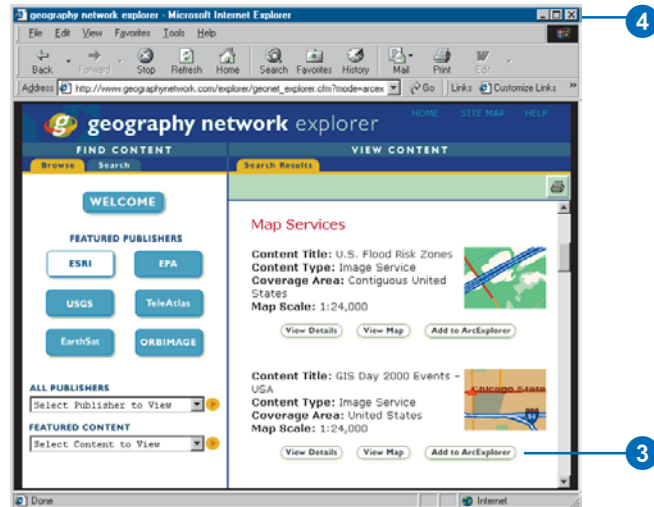 geography network explorer - Microsoft Internet Explorer
4
File Edit View Favorites Tools Help
Back Forward Stop Refresh Home Search Favorites History Mail Print Edit
Address http://www.geographynetwork.com/explorer/geonet_explorer.cfm?mode=arcex Go Links Customize Links »
geography network explorer
HOME SITE MAP HELP
FIND CONTENT
VIEW CONTENT
Browse Search
Search Results
WELCOME
FEATURED PUBLISHERS
ESRI EPA
USGS TeleAtlas
EarthSat ORBIMAGE
ALL PUBLISHERS
Select Publisher to View
FEATURED CONTENT
Select Content to View
Map Services
Content Title: U.S. Flood Risk Zones
Content Type: Image Service
Coverage Area: Contiguous United
States
Map Scale: 1:24,000
View Details View Map Add to ArcExplorer
Content Title: GIS Day 2000 Events -
USA
Content Type: Image Service
Coverage Area: United States
Map Scale: 1:24,000
Chicago State
View Details View Map Add to ArcExplorer
3
Done
Internet